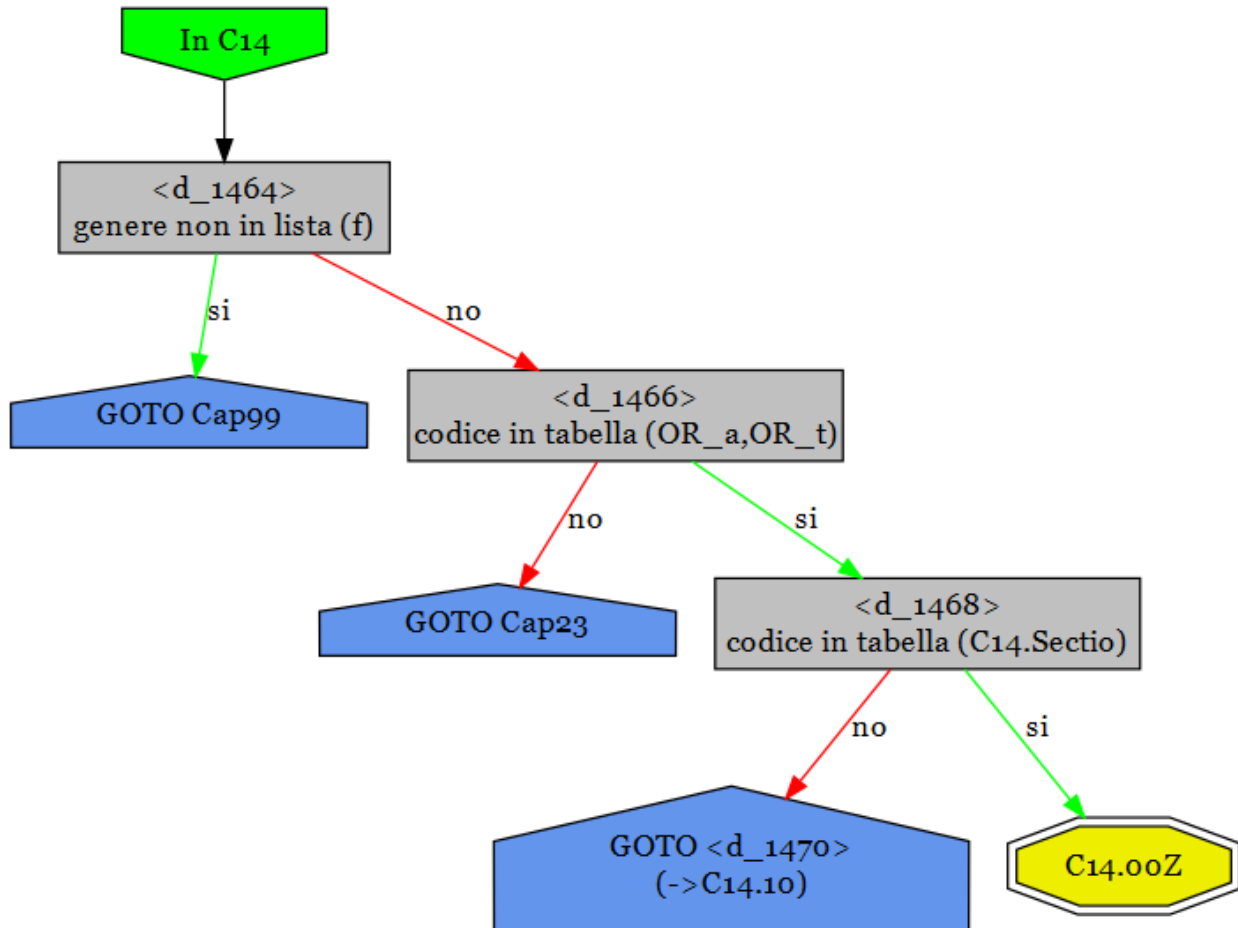 In C14
<d_1464>
genere non in lista (f)
si
no
GOTO Cap99
<d_1466>
codice in tabella (OR_a,OR_t)
no
si
GOTO Cap23
<d_1468>
codice in tabella (C14.Sectio)
no
si
GOTO <d_1470>
(->C14.10)
C14.00Z